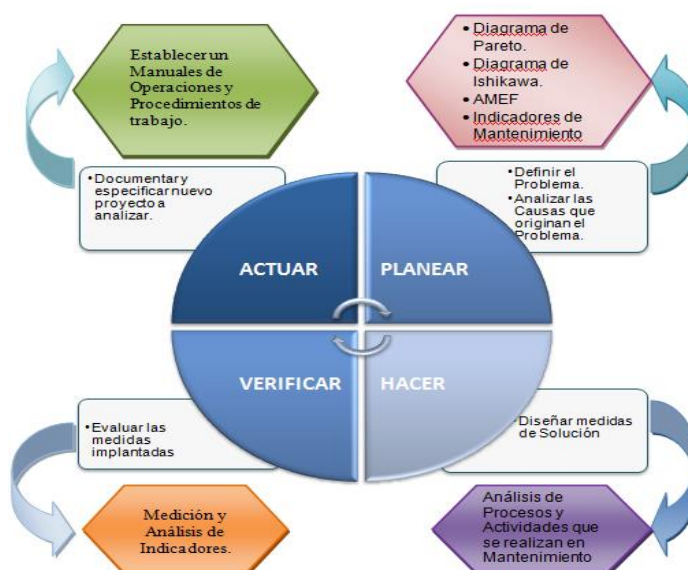 Establecer un
Manuales de
Operaciones y
Procedimientos de
trabajo.
• Documentar y
especificar nuevo
proyecto a
analizar.
• Diagrama de
Pareto.
• Diagrama de
Ishikawa.
• AMEF
• Indicadores de
Mantenimiento
• Definir el
Problema.
• Analizar las
Causas que
originan el
Problema.
ACTUAR
PLANEAR
VERIFICAR
HACER
• Evaluar las
medidas
implantadas
Medición y
Análisis de
Indicadores.
• Diseñar medidas
de Solución
Análisis de
Procesos y
Actividades que
se realizan en
Mantenimiento